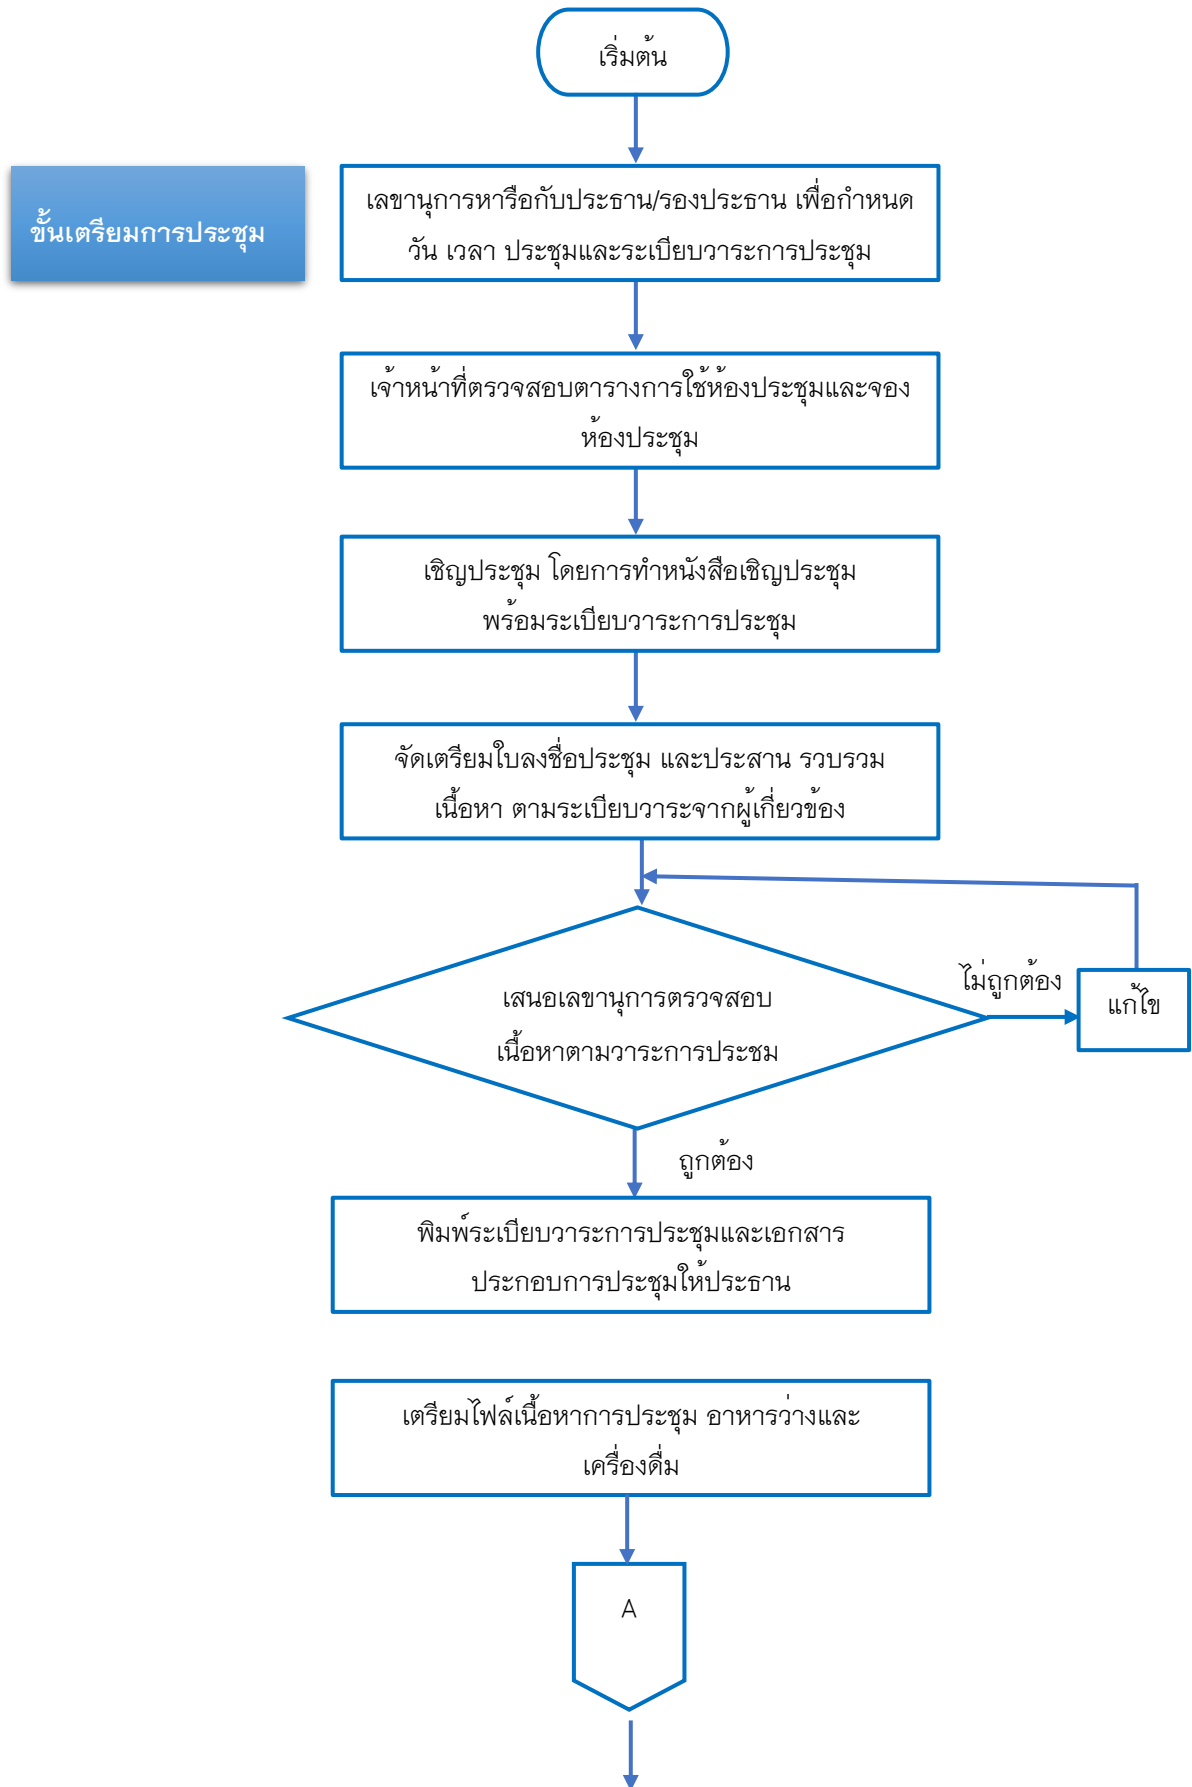 เริ่มต้น
ขั้นเตรียมการประชุม
เลขานุการหารือกับประธาน/รองประธาน เพื่อกำหนด
วัน เวลา ประชุมและระเบียบวาระการประชุม
เจ้าหน้าที่ตรวจสอบตารางการใช้ห้องประชุมและจอง
ห้องประชุม
เชิญประชุม โดยการทำหนังสือเชิญประชุม
พร้อมระเบียบวาระการประชุม
จัดเตรียมใบลงชื่อประชุม และประสาน รวบรวม
เนื้อหา ตามระเบียบวาระจากผู้เกี่ยวข้อง
เสนอเลขานุการตรวจสอบ
เนื้อหาตามวาระการประชม
ไม่ถูกต้อง
แก้ไข
ถูกต้อง
พิมพ์ระเบียบวาระการประชุมและเอกสาร
ประกอบการประชุมให้ประธาน
เตรียมไฟล์เนื้อหาการประชุม อาหารว่างและ
เครื่องดื่ม
A